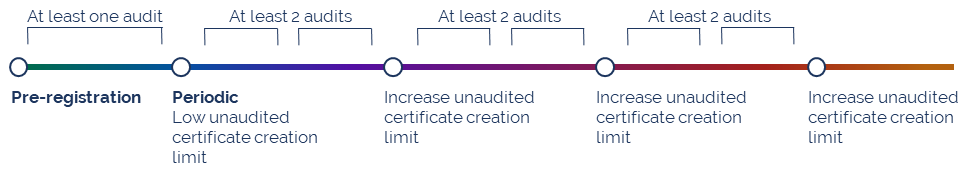 At least one audit
At least 2 audits
At least 2 audits
At least 2 audits
Pre-registration
Periodic
Low unaudited
certificate creation
limit
Increase unaudited
certificate creation
limit
Increase unaudited
certificate creation
limit
Increase unaudited
certificate creation
limit